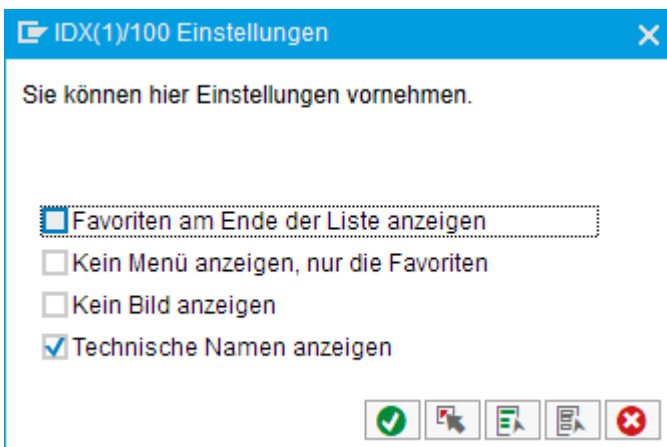 IDX(1)/100 Einstellungen
Sie können hier Einstellungen vornehmen.
Favoriten am Ende der Liste anzeigen
Kein Menü anzeigen, nur die Favoriten
Kein Bild anzeigen
Technische Namen anzeigen